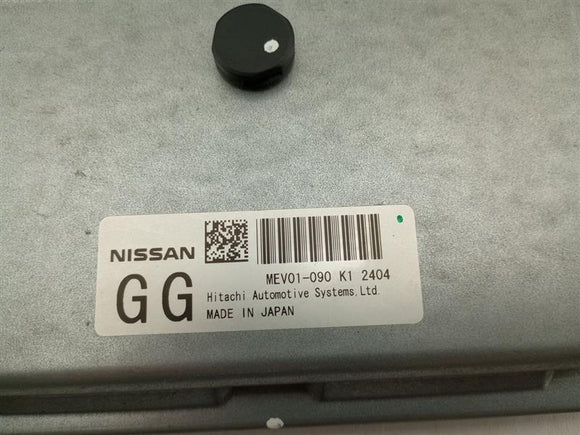 NISSAN
MEV01-090 K1 2404
GG
Hitachi Automotive Systems.Ltd.
MADE IN JAPAN